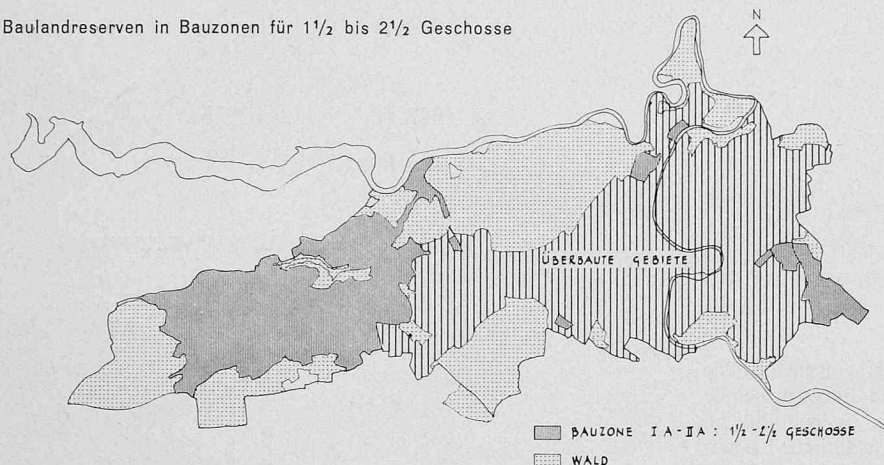 Baulandreserven in Bauzonen für 1½ bis 2½ Geschosse
N
ÜBERBAUTE GEBIETE
BAUZONE I A - II A : 1½ - 2½ GESCHOSSE
WALD